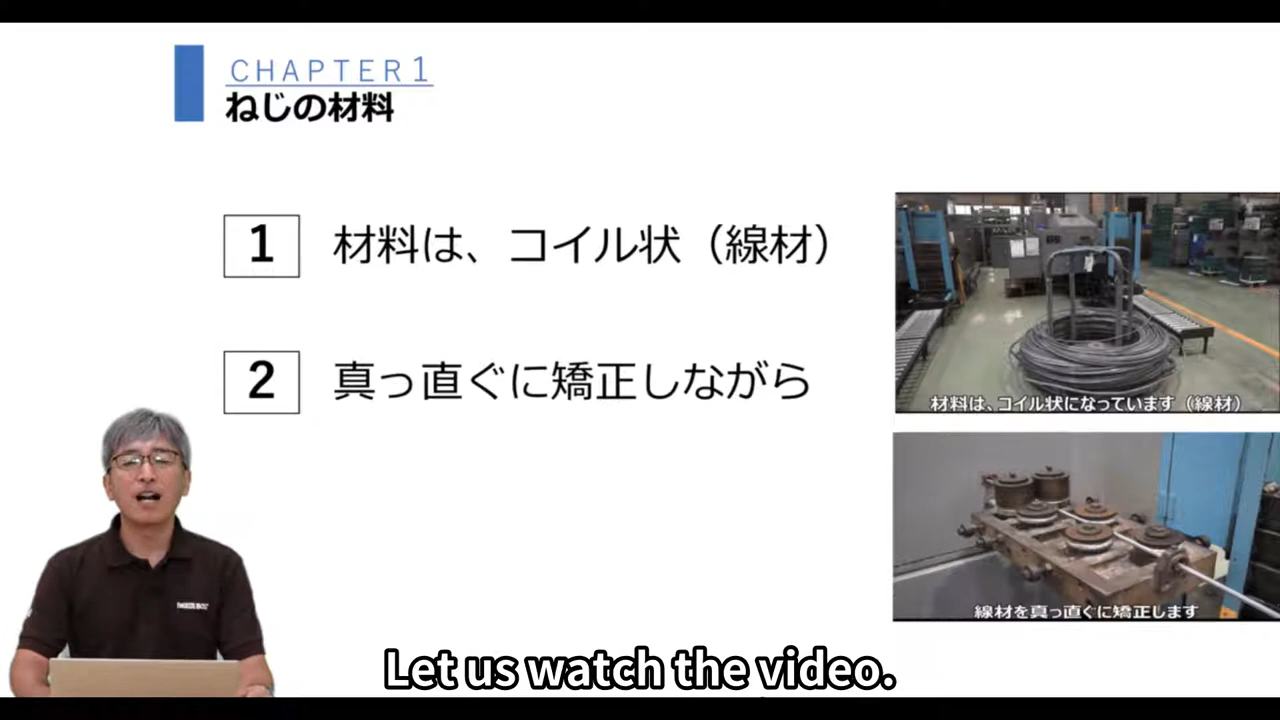 CHAPTER1
ねじの材料
1 材料は、コイル状（線材）
2 真っ直ぐに矯正しながら
材料は、コイル状になっています（線材）
線材を真っ直ぐに矯正します
Let us watch the video.